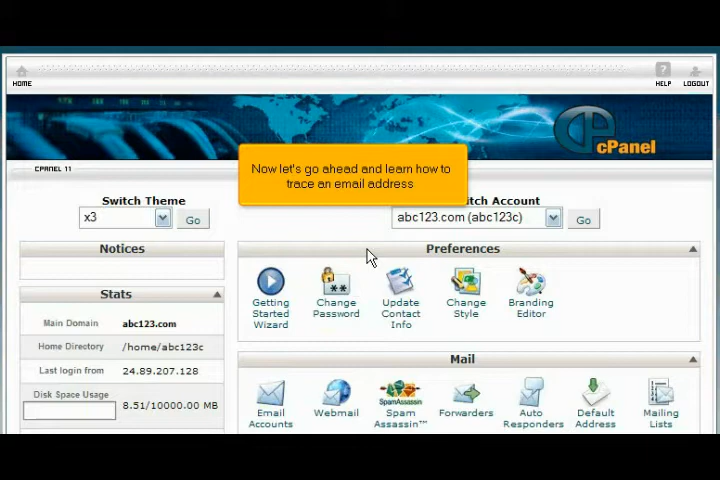 HOME
HELP
LOGOUT
cPanel
CPANEL 11
Now let's go ahead and learn how to
trace an email address
Switch Theme
x3
Go
tch Account
abc123.com (abc123c)
Go
Notices
Stats
Main Domain abc123.com
Home Directory /home/abc123c
Last login from 24.89.207.128
Disk Space Usage
8.51/10000.00 MB
Preferences
Getting
Started
Wizard
Change
Password
Update
Contact
Info
Change
Style
Branding
Editor
Mail
Email
Accounts
Webmail
SPAMASSASSIN
Spam
Assassin™
Forwarders
Auto
Responders
Default
Address
Mailing
Lists